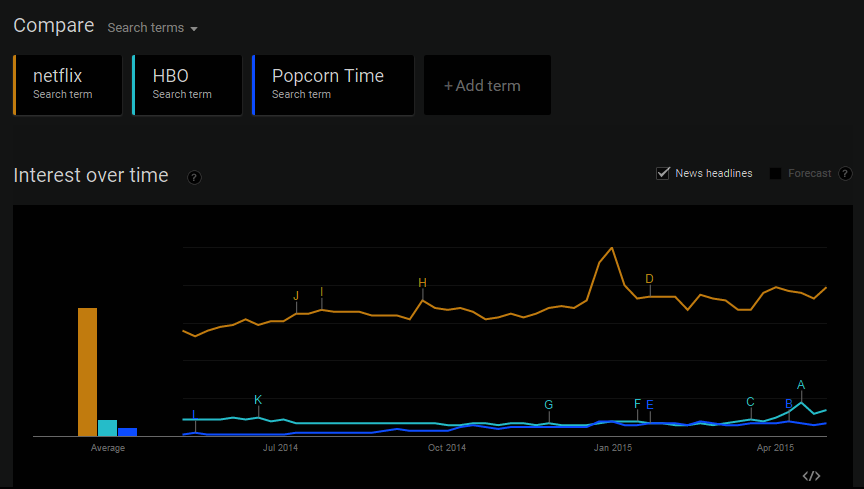 Compare Search terms
netflix HBO Popcorn Time + Add term
Search term Search term Search term
Interest over time ? News headlines Forecast ?
A
D
I
J
H
K
G
F
E
C
B
L
Average Jul 2014 Oct 2014 Jan 2015 Apr 2015
</>